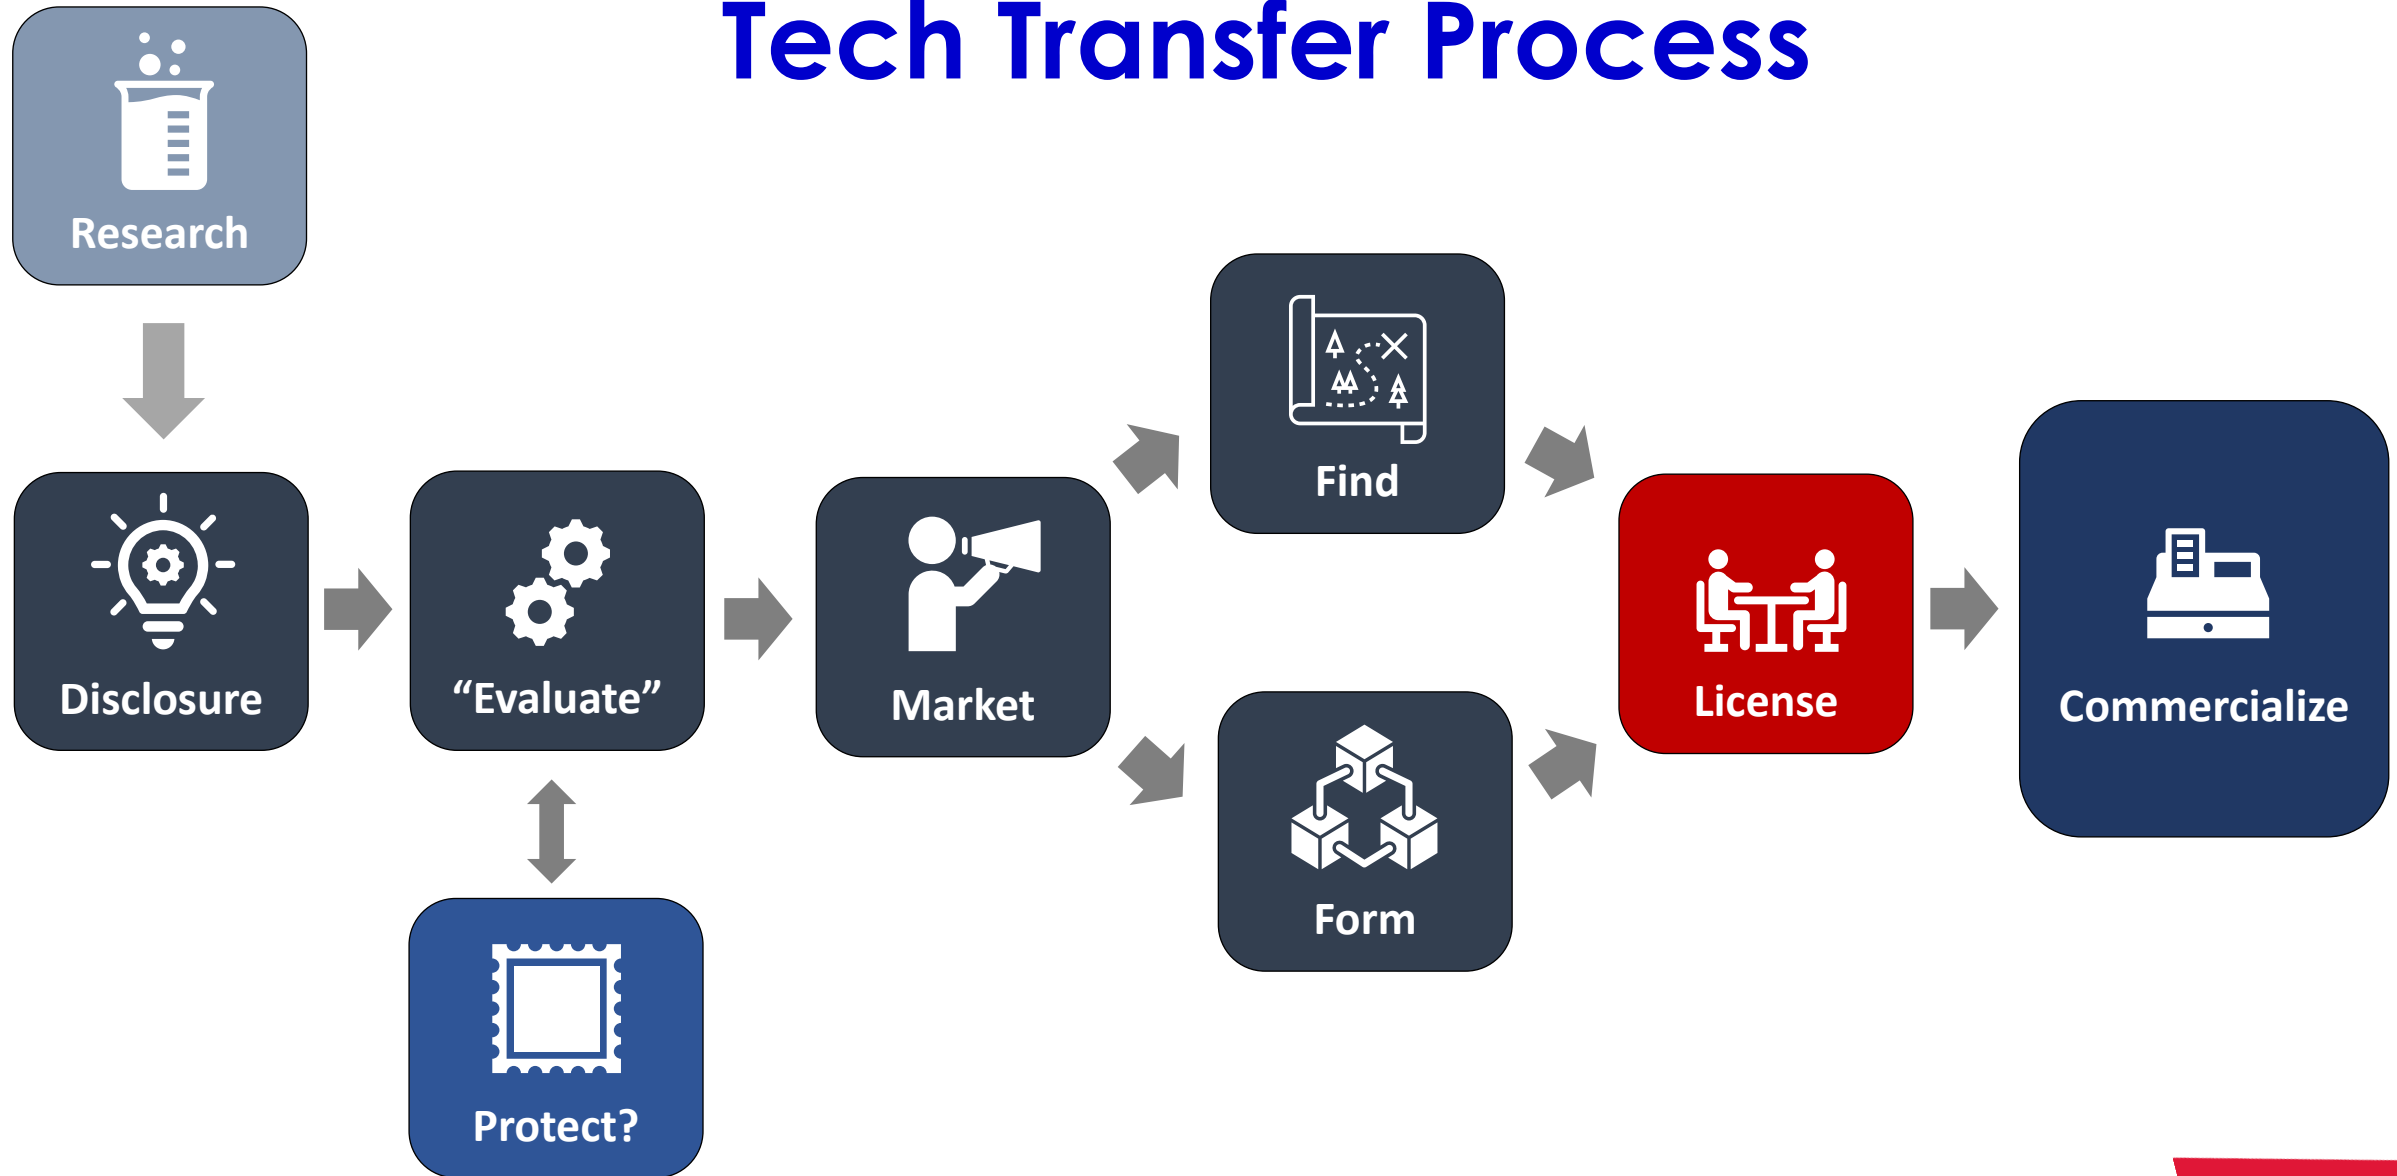 Tech Transfer Process
Research
Find
Disclosure
“Evaluate”
Market
License
Commercialize
Form
Protect?